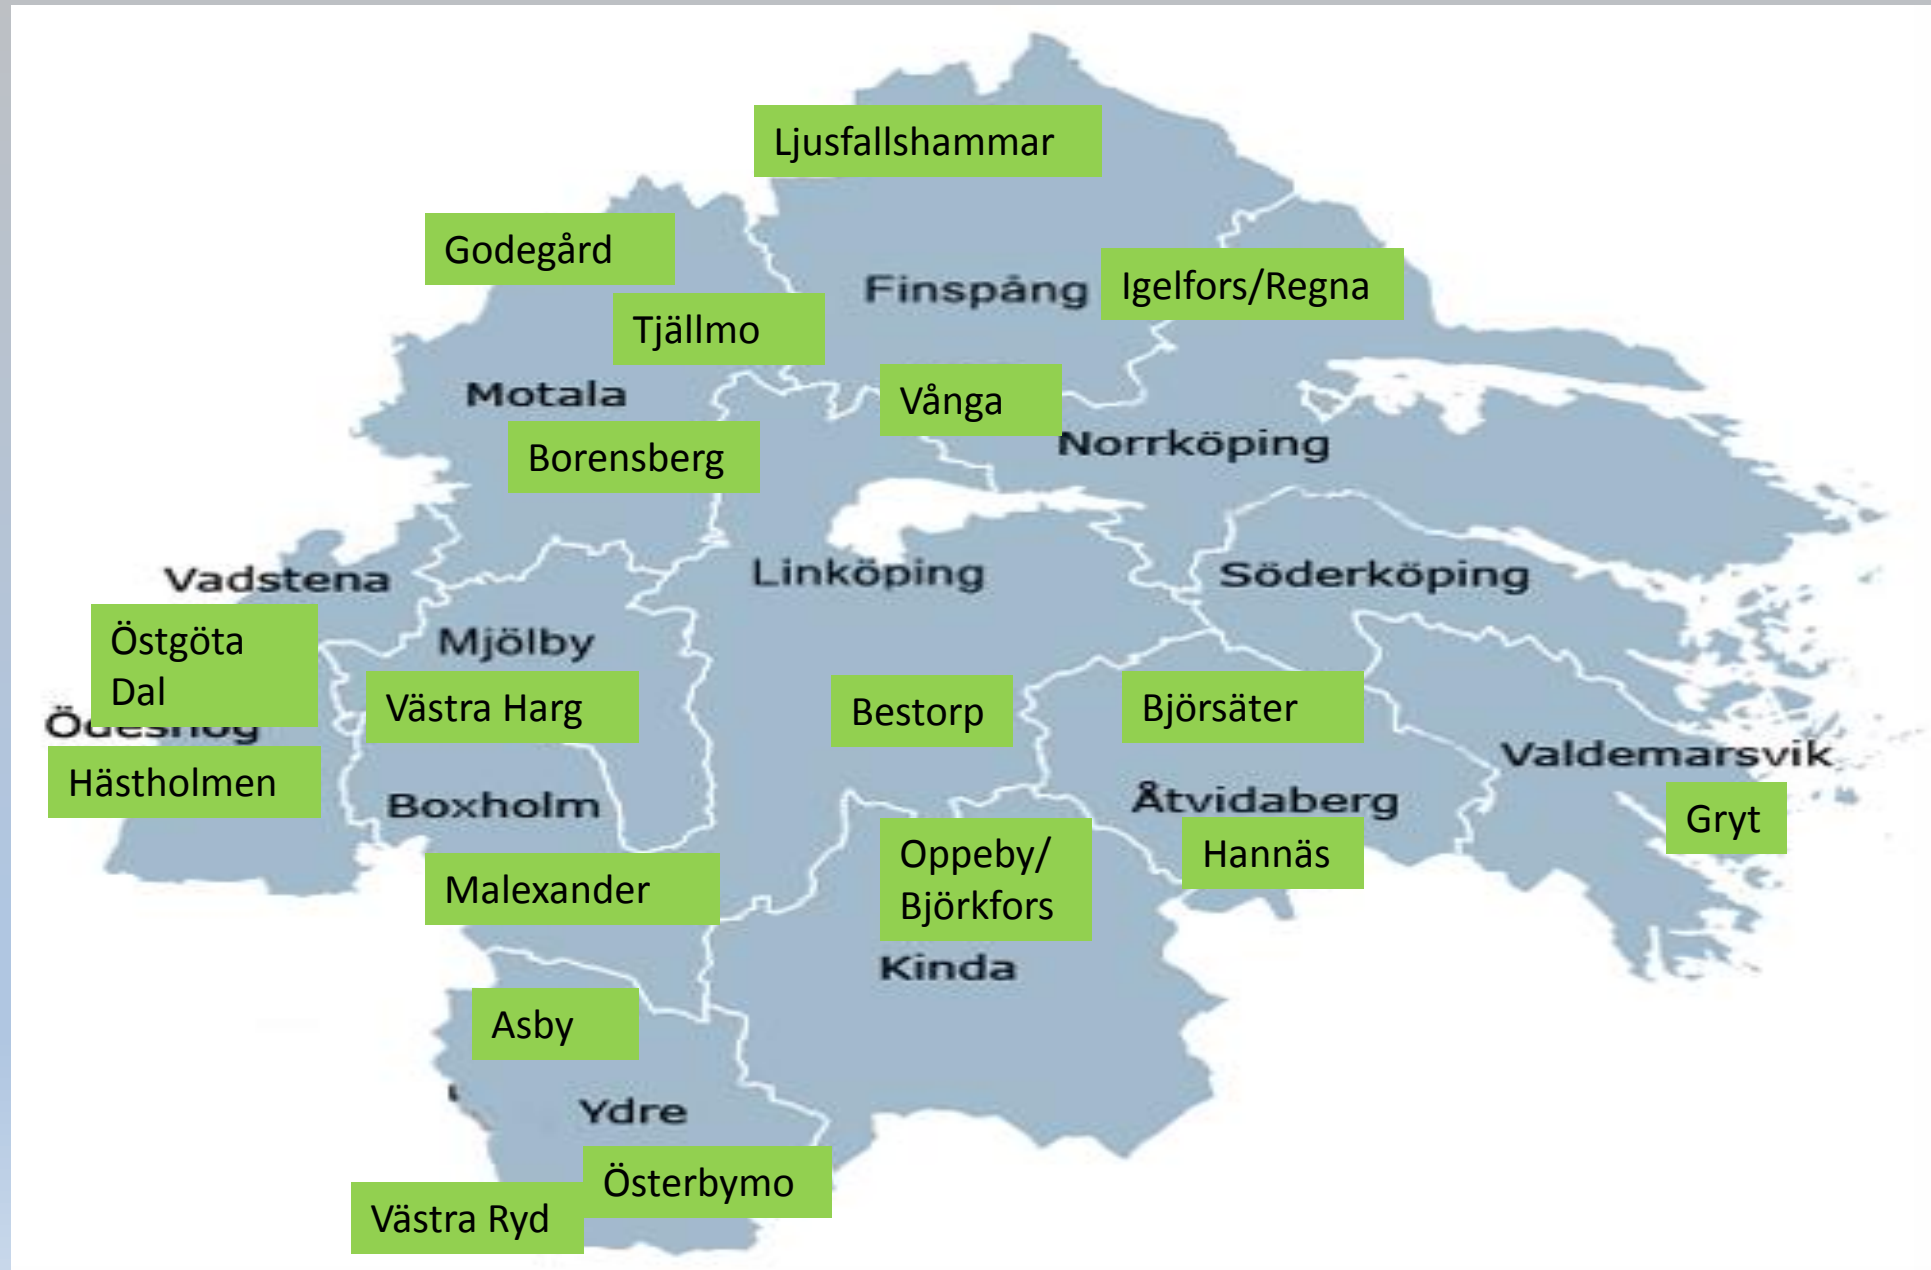 Ljusfallshammar
Godegård
Finspång
Igelfors/Regna
Tjällmo
Motala
Vånga
Norrköping
Borensberg
Vadstena
Linköping
Söderköping
Östgöta
Dal
Mjölby
Västra Harg
Bestorp
Björsäter
Ödeshög
Valdemarsvik
Hästholmen
Boxholm
Åtvidaberg
Gryt
Oppeby/
Björkfors
Hannäs
Malexander
Kinda
Asby
Ydre
Österbymo
Västra Ryd